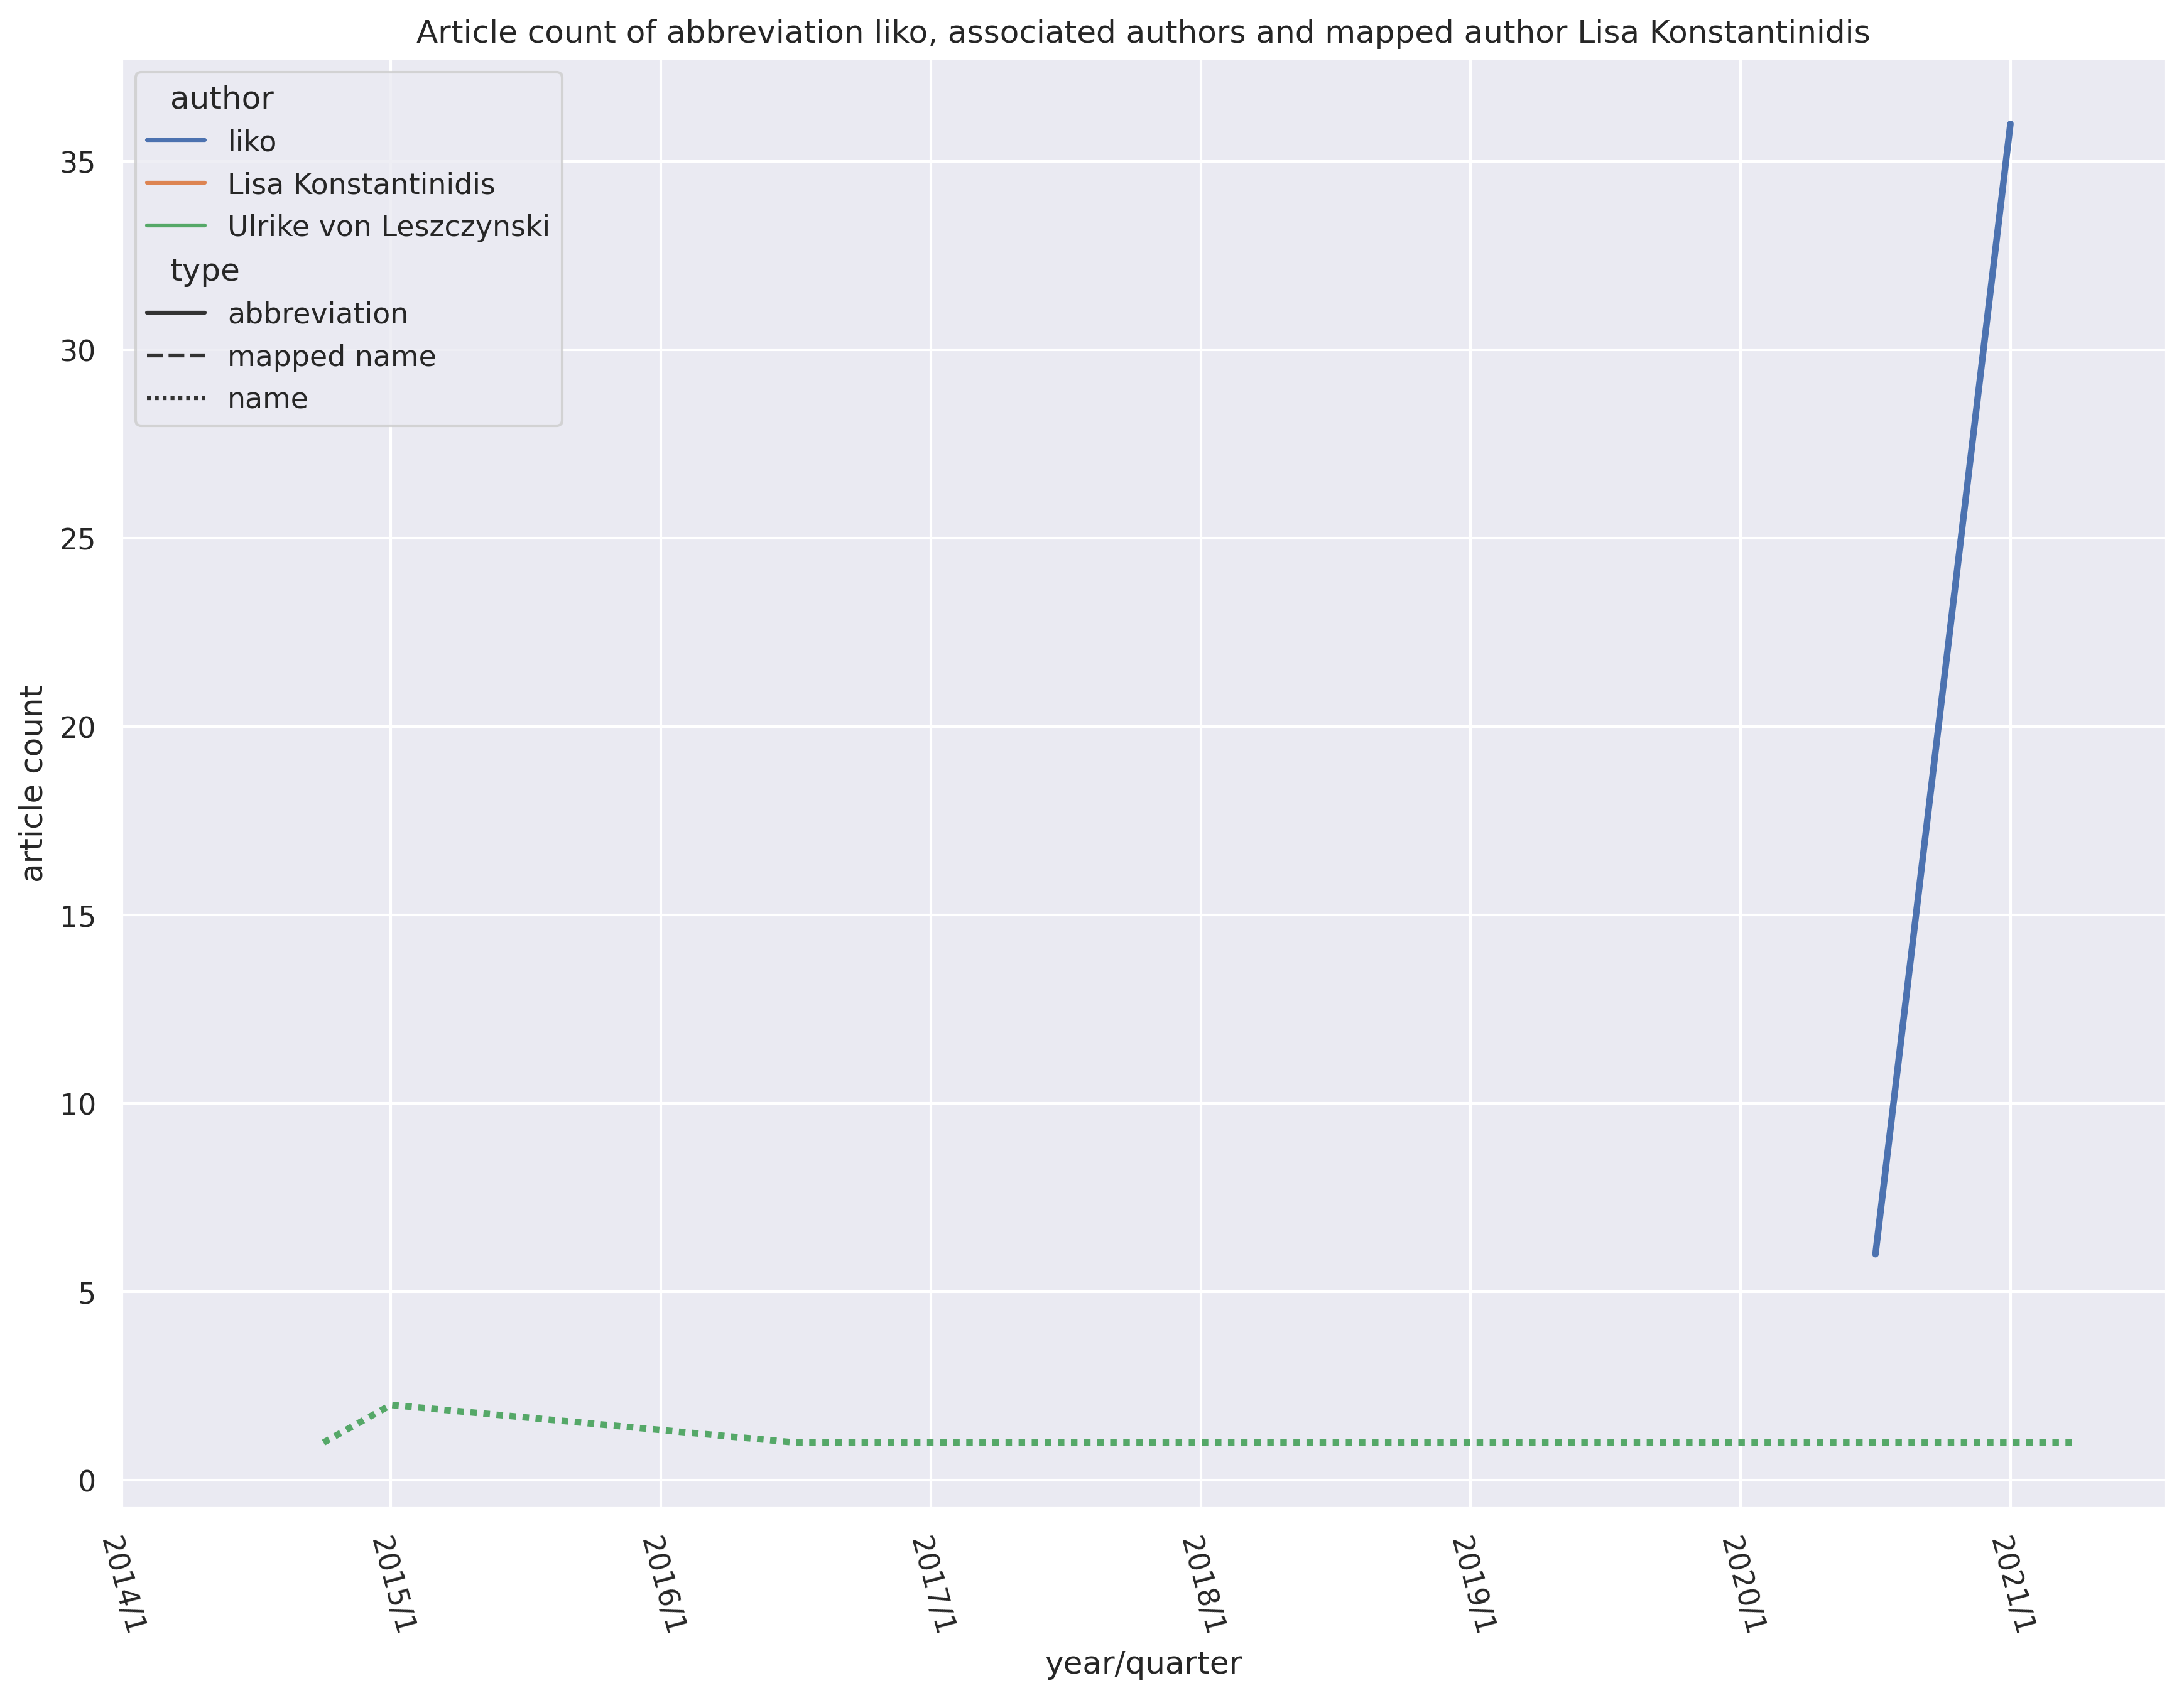 Article count of abbreviation liko, associated authors and mapped author Lisa Konstantinidis
author
liko
Lisa Konstantinidis
Ulrike von Leszczynski
type
abbreviation
mapped name
name
article count
35
30
25
20
15
10
5
0
2014/1
2015/1
2016/1
2017/1
2018/1
2019/1
2020/1
2021/1
year/quarter